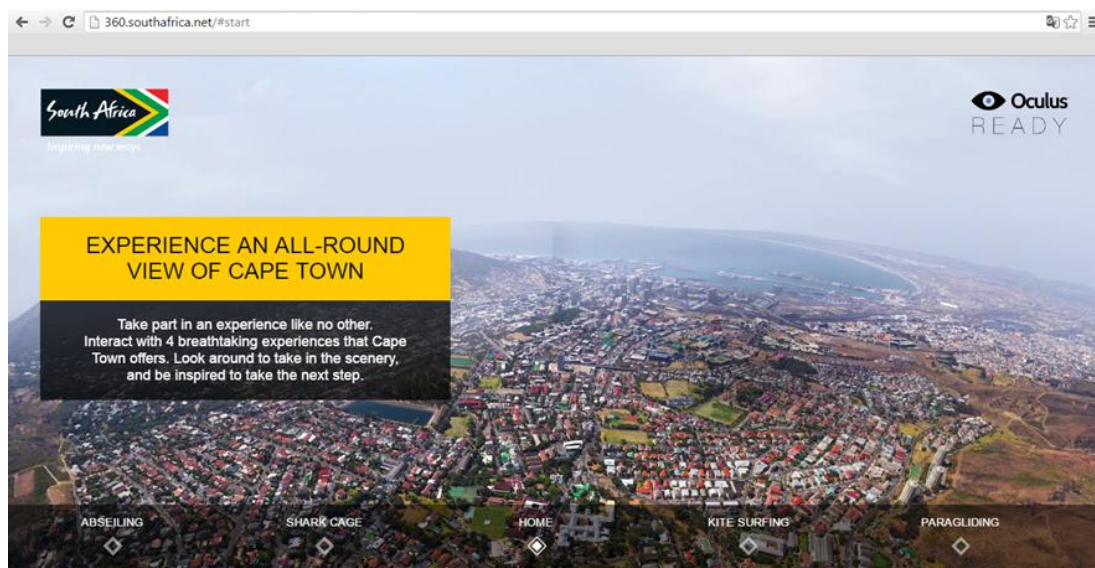 360.southafrica.net/#start
South Africa
Inspiring new ways
Oculus
READY
EXPERIENCE AN ALL-ROUND
VIEW OF CAPE TOWN
Take part in an experience like no other.
Interact with 4 breathtaking experiences that Cape
Town offers. Look around to take in the scenery,
and be inspired to take the next step.
ABSEILING
SHARK CAGE
HOME
KITE SURFING
PARAGLIDING